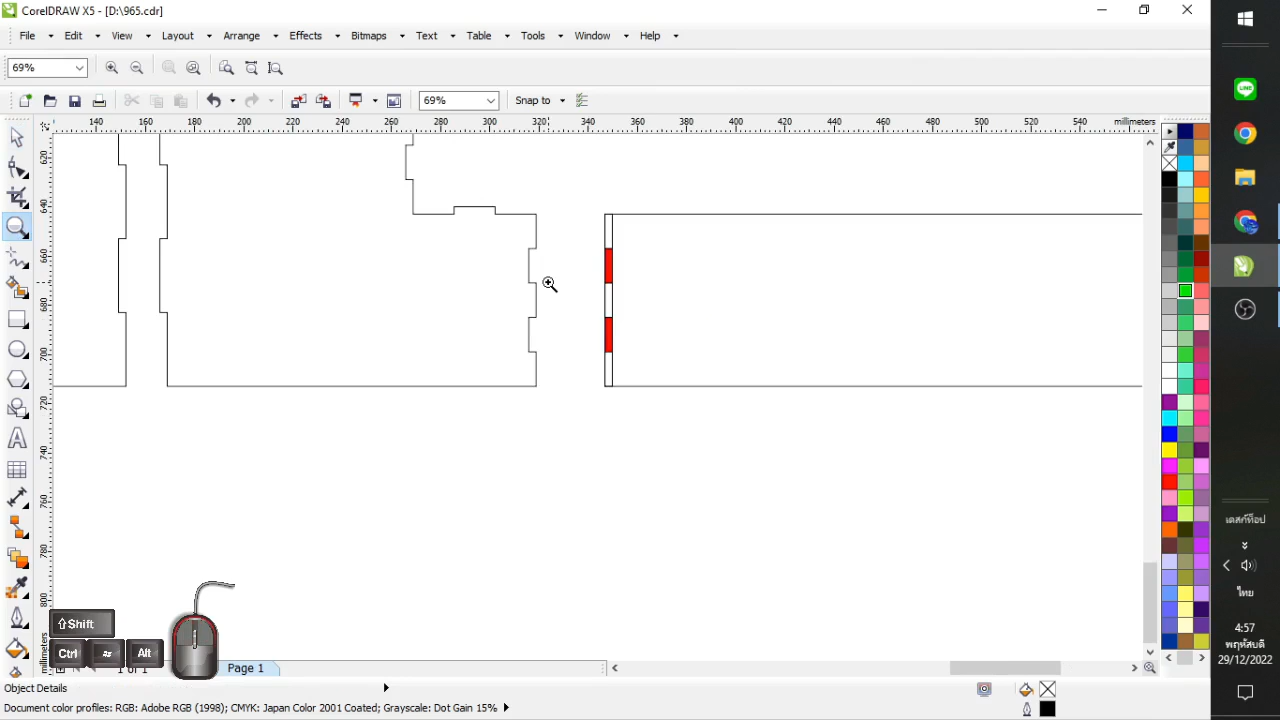 CorelDRAW X5 - [D:\965.cdr]
File Edit View Layout Arrange Effects Bitmaps Text Table Tools Window Help
69%
69% Snap to
140 160 180 200 220 240 260 280 300 320 340 360 380 400 420 440 460 480 500 520 540 millimeters
620
640
660
680
700
720
740
760
780
800
millimeters
Shift
Ctrl Alt
1 of 1 Page 1
Object Details
Document color profiles: RGB: Adobe RGB (1998); CMYK: Japan Color 2001 Coated; Grayscale: Dot Gain 15%
LINE
เดสก์ท็อป
ไทย
4:57
พฤหัสบดี
29/12/2022